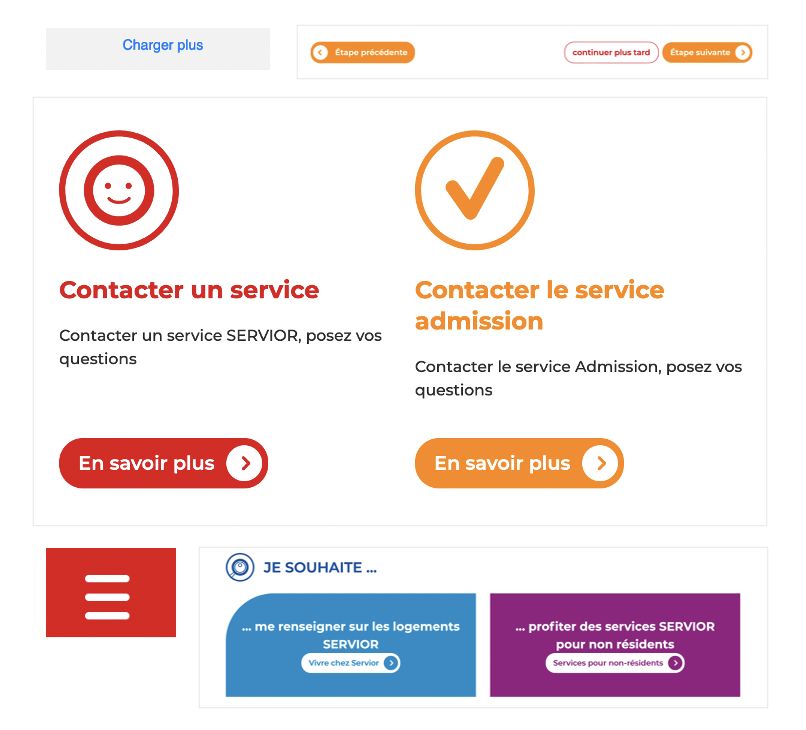 Charger plus
Étape précédente
continuer plus tard
Étape suivante
Contacter un service
Contacter un service SERVIOR, posez vos
questions
En savoir plus
Contacter le service
admission
Contacter le service Admission, posez vos
questions
En savoir plus
JE SOUHAITE ...
... me renseigner sur les logements
SERVIOR
Vivre chez Servior
... profiter des services SERVIOR
pour non résidents
Services pour non-résidents